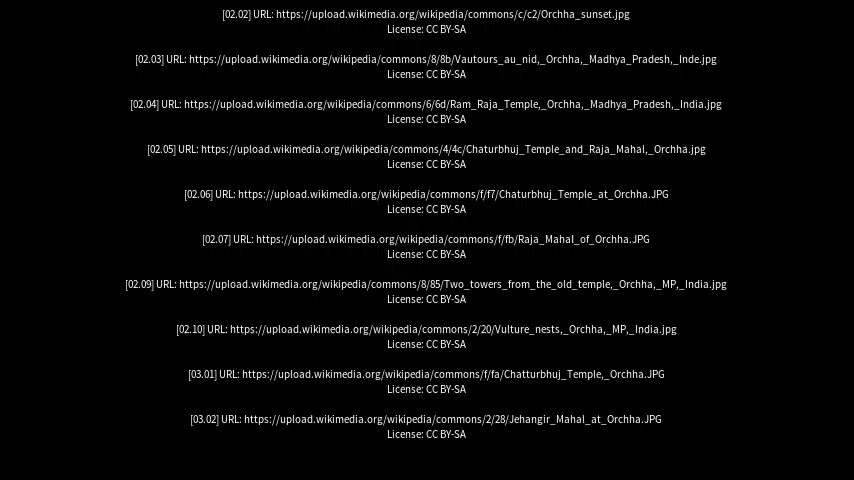 [02.02] URL: https://upload.wikimedia.org/wikipedia/commons/c/c2/Orchha_sunset.jpg
License: CC BY-SA
[02.03] URL: https://upload.wikimedia.org/wikipedia/commons/8/8b/Vautours_au_nid,_Orchha,_Madhya_Pradesh,_Inde.jpg
License: CC BY-SA
[02.04] URL: https://upload.wikimedia.org/wikipedia/commons/6/6d/Ram_Raja_Temple,_Orchha,_Madhya_Pradesh,_India.jpg
License: CC BY-SA
[02.05] URL: https://upload.wikimedia.org/wikipedia/commons/4/4c/Chaturbhuj_Temple_and_Raja_Mahal,_Orchha.jpg
License: CC BY-SA
[02.06] URL: https://upload.wikimedia.org/wikipedia/commons/f/f7/Chaturbhuj_Temple_at_Orchha.JPG
License: CC BY-SA
[02.07] URL: https://upload.wikimedia.org/wikipedia/commons/f/fb/Raja_Mahal_of_Orchha.JPG
License: CC BY-SA
[02.09] URL: https://upload.wikimedia.org/wikipedia/commons/8/85/Two_towers_from_the_old_temple,_Orchha,_MP,_India.jpg
License: CC BY-SA
[02.10] URL: https://upload.wikimedia.org/wikipedia/commons/2/20/Vulture_nests,_Orchha,_MP,_India.jpg
License: CC BY-SA
[03.01] URL: https://upload.wikimedia.org/wikipedia/commons/f/fa/Chatturbhuj_Temple,_Orchha.JPG
License: CC BY-SA
[03.02] URL: https://upload.wikimedia.org/wikipedia/commons/2/28/Jehangir_Mahal_at_Orchha.JPG
License: CC BY-SA